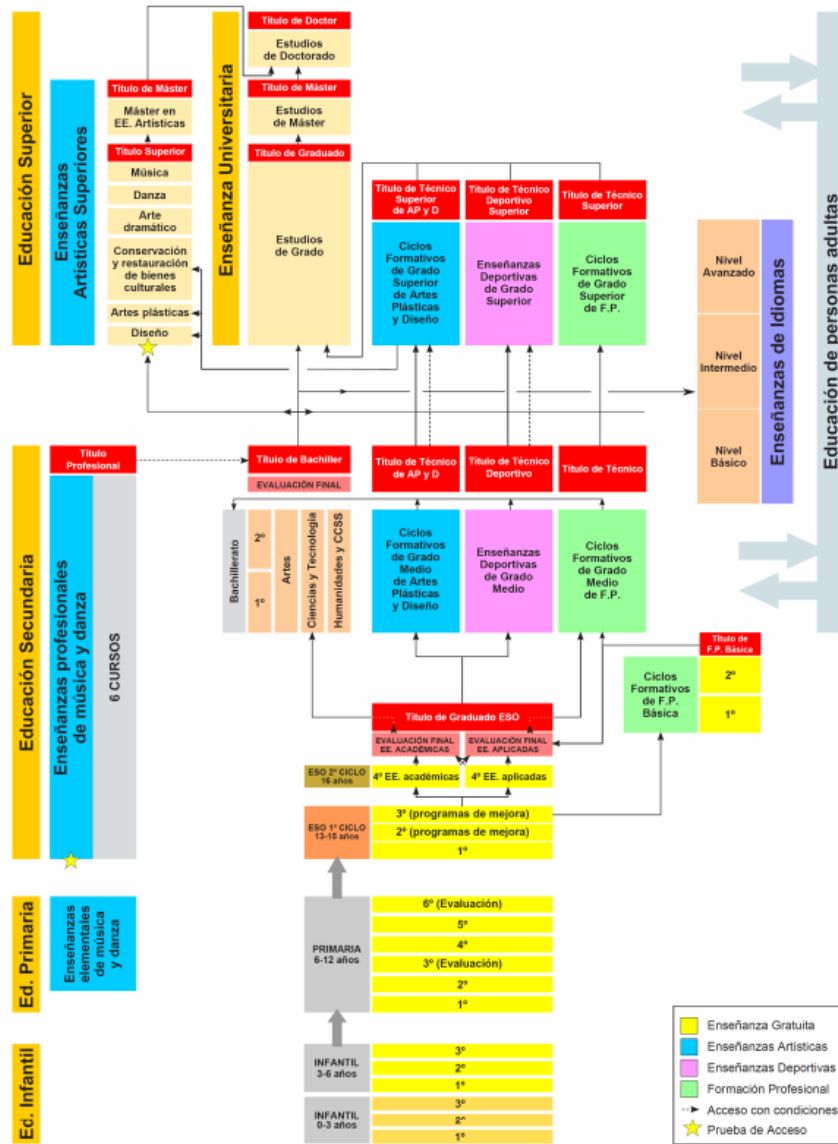 Educación Superior
Enseñanzas
Artísticas Superiores
Título de Máster
Máster en
EE. Artísticas
Título Superior
Música
Danza
Arte
dramático
Conservación
y restauración
de bienes
culturales
Artes plásticas
Diseño
Enseñanza Universitaria
Título de Doctor
Estudios
de Doctorado
Título de Máster
Estudios
de Máster
Título de Graduado
Estudios
de Grado
Título de Técnico
Superior
de AP y D
Ciclos
Formativos
de Grado
Superior
de Artes
Plásticas
y Diseño
Título de Técnico
Deportivo
Superior
Enseñanzas
Deportivas
de Grado
Superior
Título de Técnico
Superior
Ciclos
Formativos
de Grado
Superior
de F.P.
Nivel
Avanzado
Nivel
Intermedio
Nivel
Básico
Enseñanzas de Idiomas
Educación de personas adultas
Educación Secundaria
Título
Profesional
Enseñanzas profesionales
de música y danza
6 CURSOS
Título de Bachiller
EVALUACIÓN FINAL
Bachillerato
2º
1º
Artes
Ciencias y Tecnología
Humanidades y CCSS
Título de Técnico
de AP y D
Ciclos
Formativos
de Grado
Medio
de Artes
Plásticas
y Diseño
Título de Técnico
Deportivo
Enseñanzas
Deportivas
de Grado
Medio
Título de Técnico
Ciclos
Formativos
de Grado
Medio
de F.P.
Título de
F.P. Básica
Ciclos
Formativos
de F.P.
Básica
2º
1º
Título de Graduado ESO
EVALUACIÓN FINAL
EE. ACADÉMICAS
EVALUACIÓN FINAL
EE. APLICADAS
ESO 2º CICLO
16 años
4º EE. académicas
4º EE. aplicadas
ESO 1º CICLO
13-15 años
3º (programas de mejora)
2º (programas de mejora)
1º
Ed. Primaria
Enseñanzas
elementales
de música
y danza
PRIMARIA
6-12 años
6º (Evaluación)
5º
4º
3º (Evaluación)
2º
1º
Ed. Infantil
INFANTIL
3-6 años
3º
2º
1º
INFANTIL
0-3 años
3º
2º
1º
Enseñanza Gratuita
Enseñanzas Artísticas
Enseñanzas Deportivas
Formación Profesional
Acceso con condiciones
Prueba de Acceso